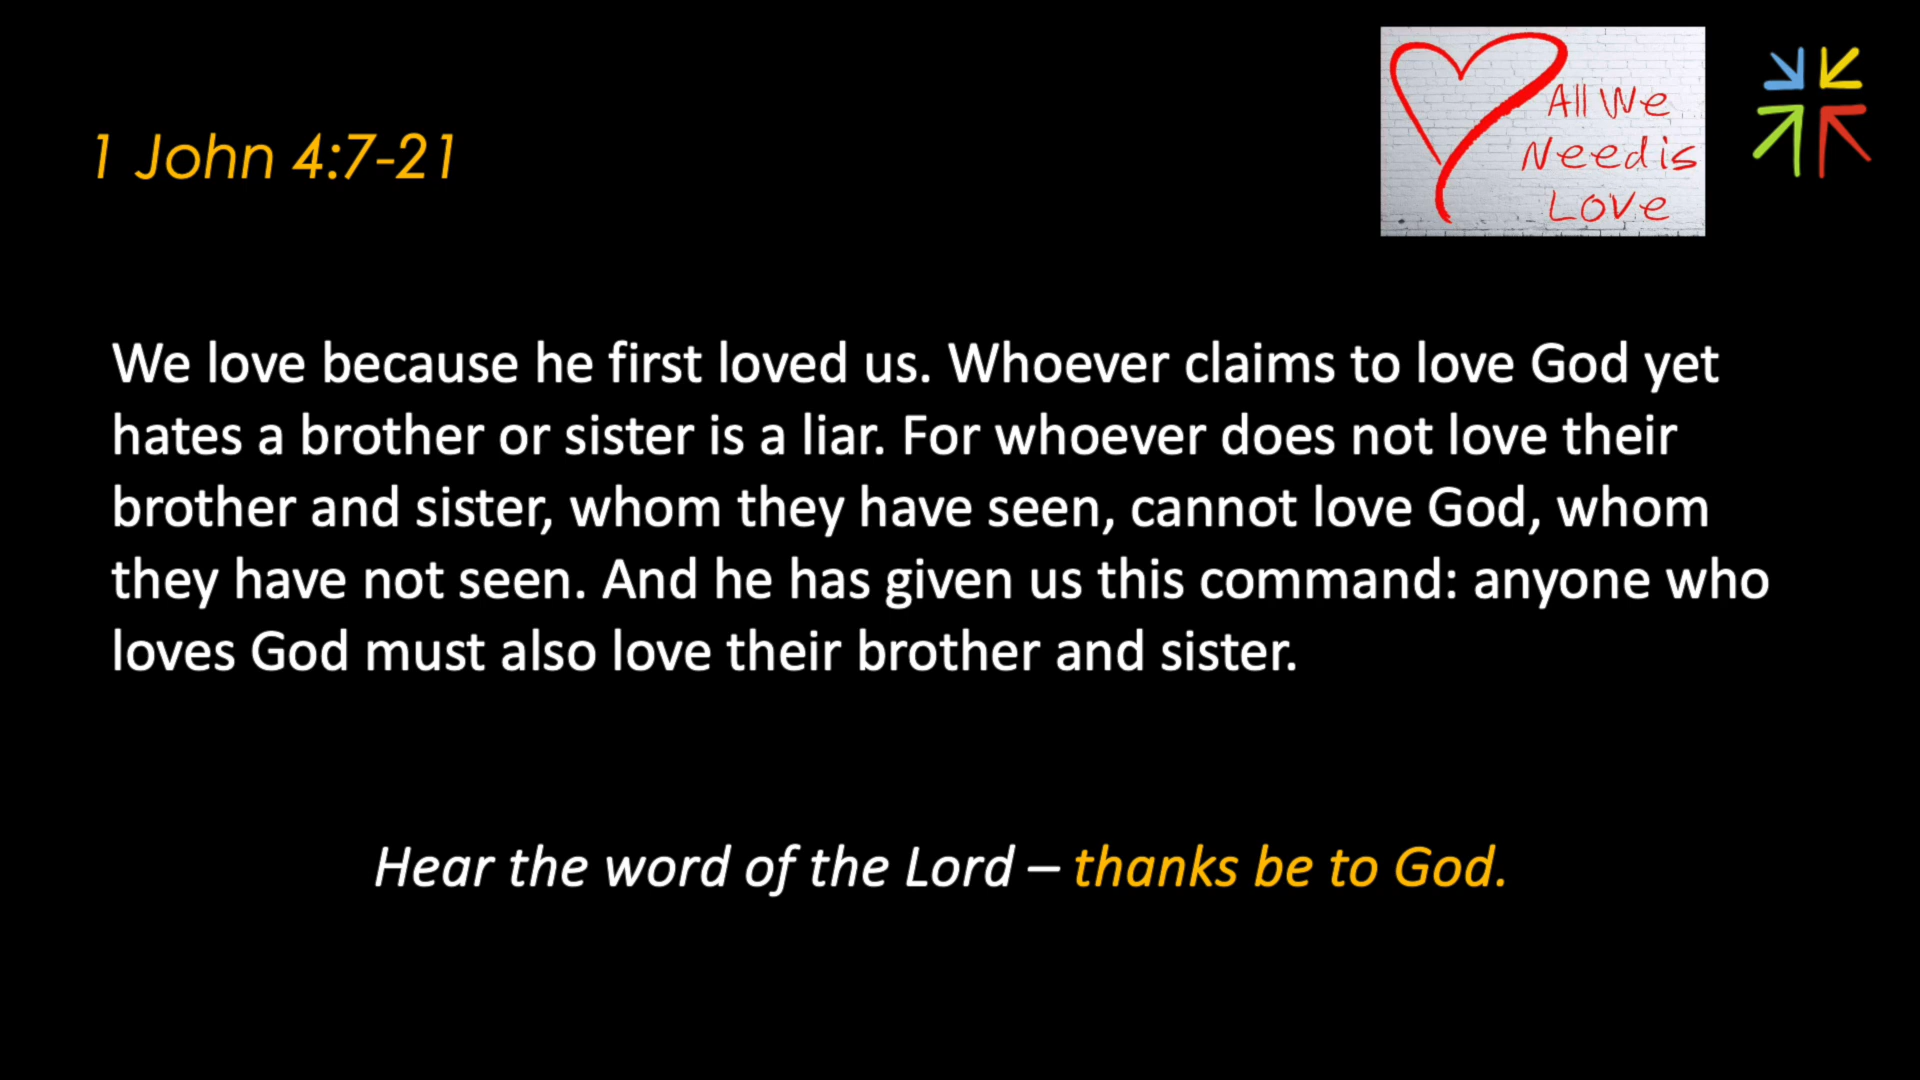 1 John 4:7-21
All We
Need is
Love
We love because he first loved us. Whoever claims to love God yet
hates a brother or sister is a liar. For whoever does not love their
brother and sister, whom they have seen, cannot love God, whom
they have not seen. And he has given us this command: anyone who
loves God must also love their brother and sister.
Hear the word of the Lord – thanks be to God.